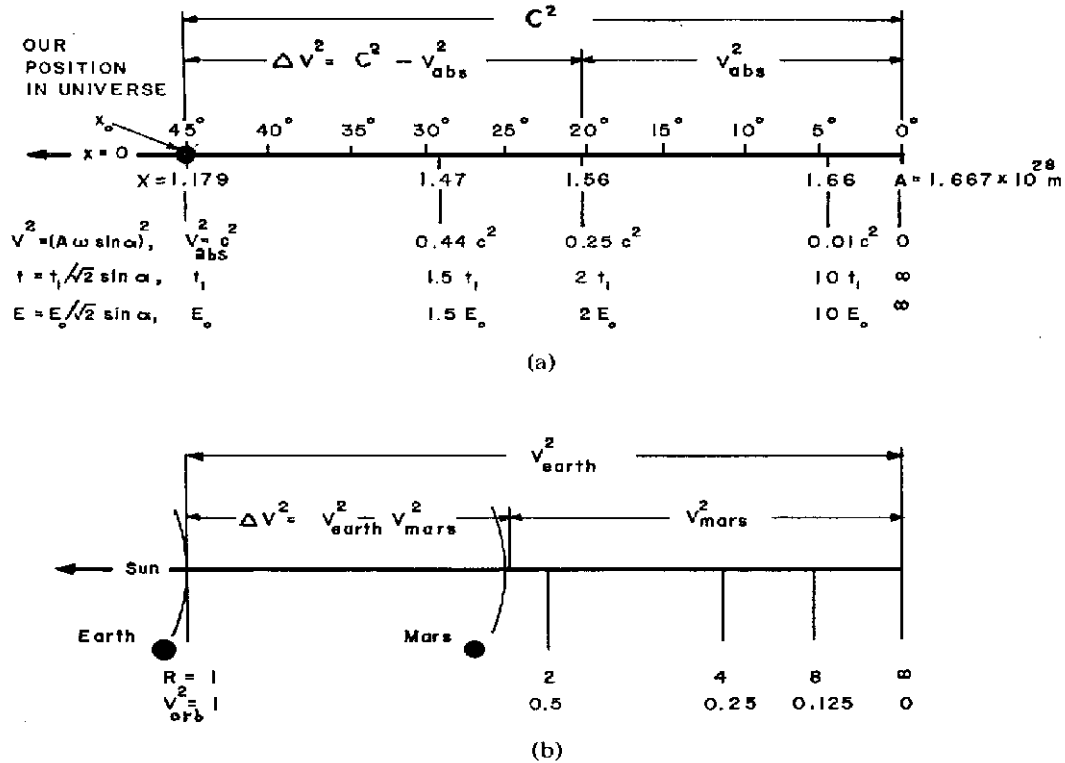 C²
OUR
POSITION
IN UNIVERSE
Δ V² = C² – V²abs
V²abs
x₀
45° 40° 35° 30° 25° 20° 15° 10° 5° 0°
x = 0
X = 1.179 1.47 1.56 1.66 A = 1.667 × 10²⁸ m
V² = (A ω sin α)², V²abs = c² 0.44 c² 0.25 c² 0.01 c² 0
t = t₁/√2 sin α, t₁ 1.5 t₁ 2 t₁ 10 t₁ ∞
E = E₀/√2 sin α, E₀ 1.5 E₀ 2 E₀ 10 E₀ ∞
(a)
V²earth
Δ V² = V²earth V²mars
V²mars
Sun
Earth Mars
R = 1 2 4 8 ∞
V²orb = 1 0.5 0.25 0.125 0
(b)